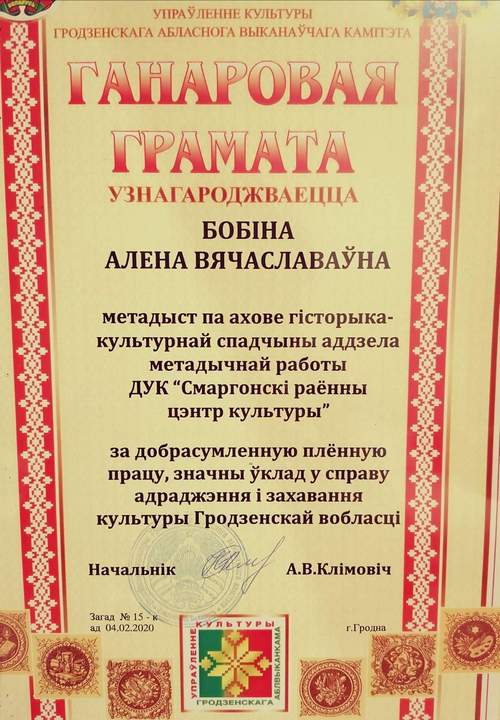 УПРАЎЛЕННЕ КУЛЬТУРЫ
ГРОДЗЕНСКАГА АБЛАСНОГА ВЫКАНАЎЧАГА КАМІТЭТА
ГАНАРОВАЯ
ГРАМАТА
УЗНАГАРОДЖВАЕЦЦА
БОБІНА
АЛЕНА ВЯЧАСЛАВАЎНА
метадыст па ахове гісторыка-
культурнай спадчыны аддзела
метадычнай работы
ДУК “Смаргонскі раённы
цэнтр культуры”
за добрасумленную плённую
працу, значны ўклад у справу
адраджэння і захавання
культуры Гродзенскай вобласці
Начальнік А.В.Клімовіч
Загад № 15 - к
ад 04.02.2020 г.Гродна
УПРАЎЛЕННЕ КУЛЬТУРЫ
ГРОДЗЕНСКАГА АБЛВЫКАНКАМА